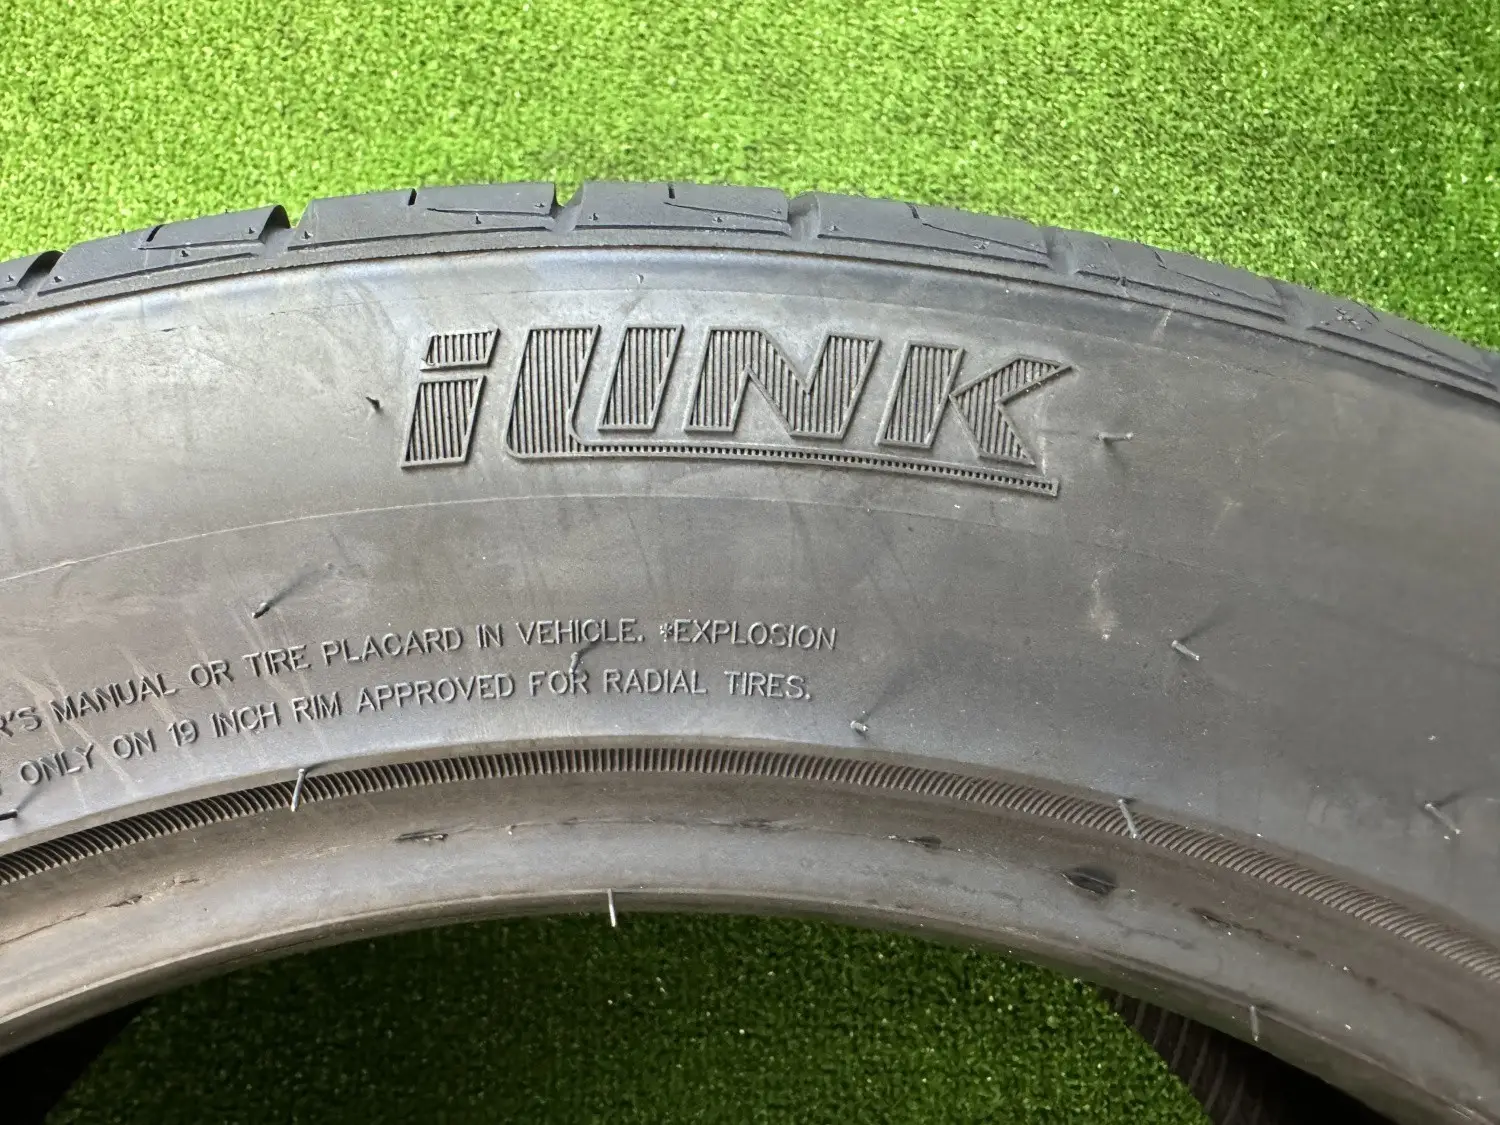 iLINK
R'S MANUAL OR TIRE PLACARD IN VEHICLE. *EXPLOSION
ONLY ON 19 INCH RIM APPROVED FOR RADIAL TIRES.